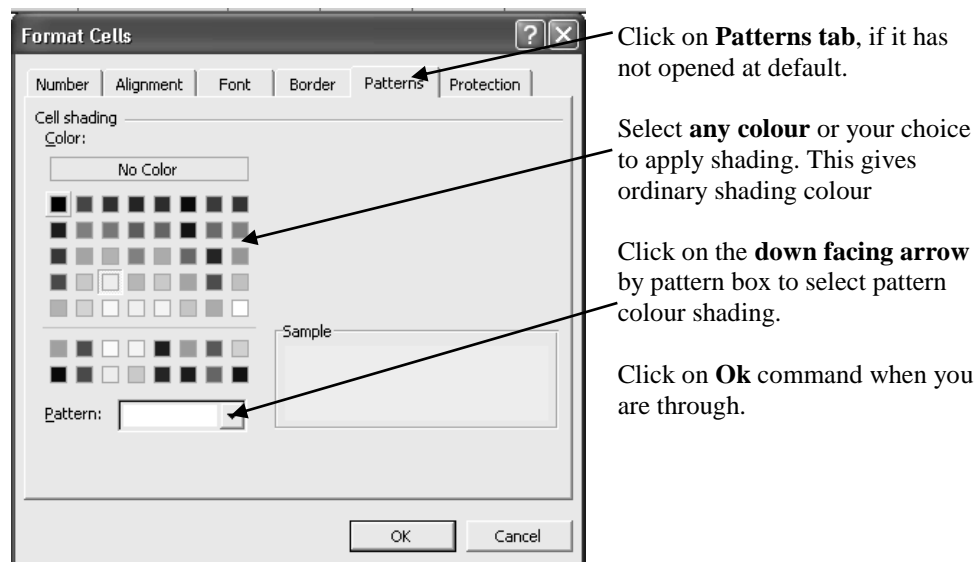 Format Cells
Number Alignment Font Border Patterns Protection
Cell shading
Color:
No Color
Sample
Pattern:
OK Cancel
Click on Patterns tab, if it has
not opened at default.
Select any colour or your choice
to apply shading. This gives
ordinary shading colour
Click on the down facing arrow
by pattern box to select pattern
colour shading.
Click on Ok command when you
are through.